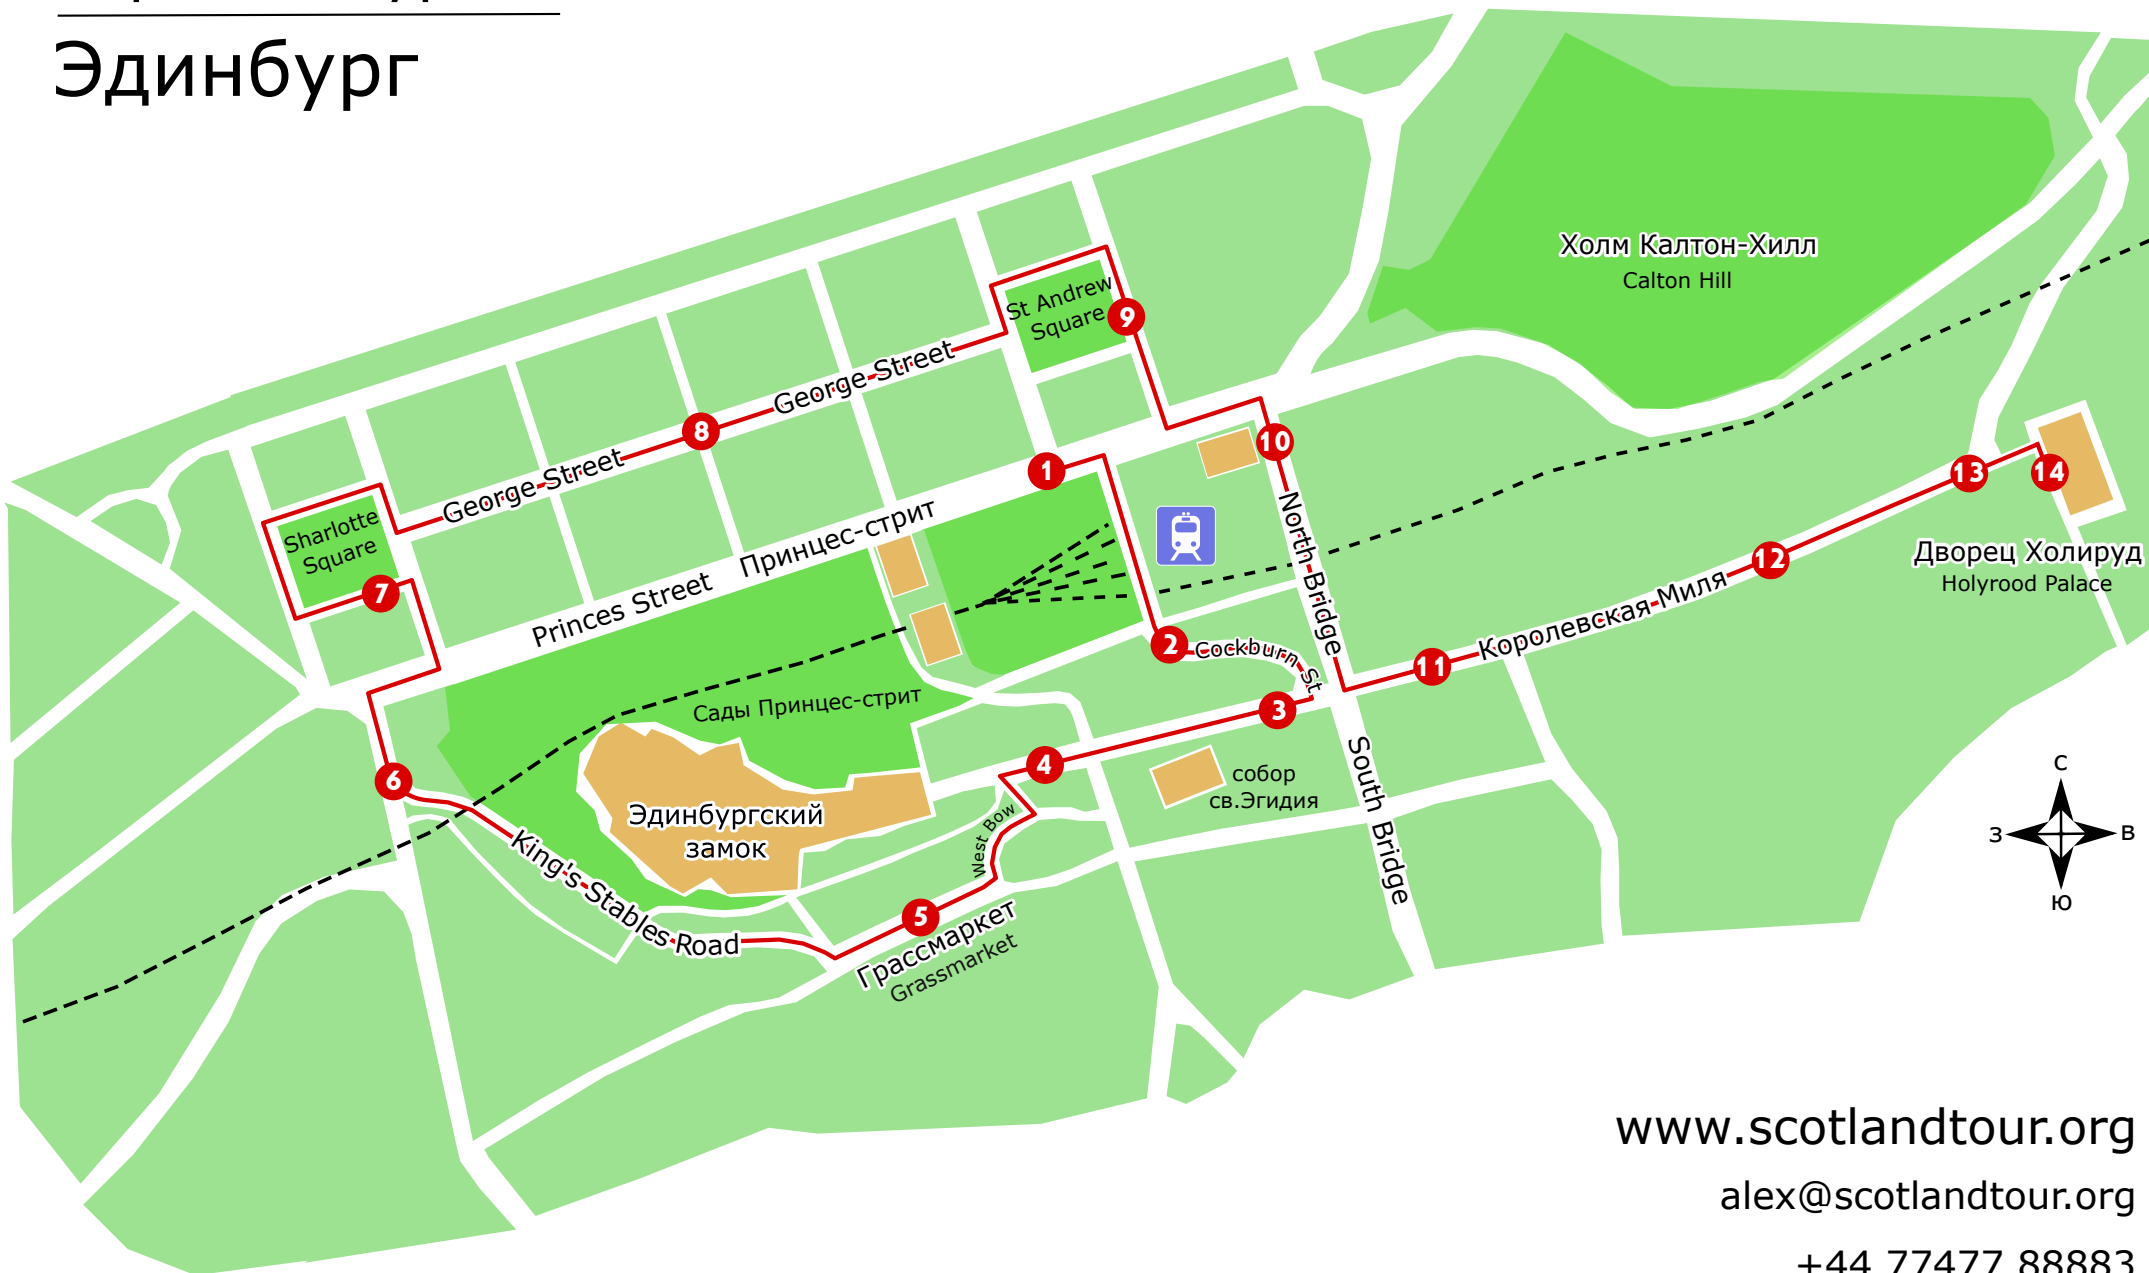 Эдинбург
Холм Калтон-Хилл
Calton Hill
St Andrew
Square
9
George Street
8
10
George Street
1
13
14
Sharlotte
Square
7
Princes Street
Принцес-стрит
North Bridge
Дворец Холируд
Holyrood Palace
12
Королевская Миля
2
Cockburn St
11
Сады Принцес-стрит
3
4
6
собор
св.Эгидия
South Bridge
Эдинбургский
замок
West Bow
King's Stables Road
5
Грассмаркет
Grassmarket
с
з
в
ю
www.scotlandtour.org
alex@scotlandtour.org
+44 77477 88883